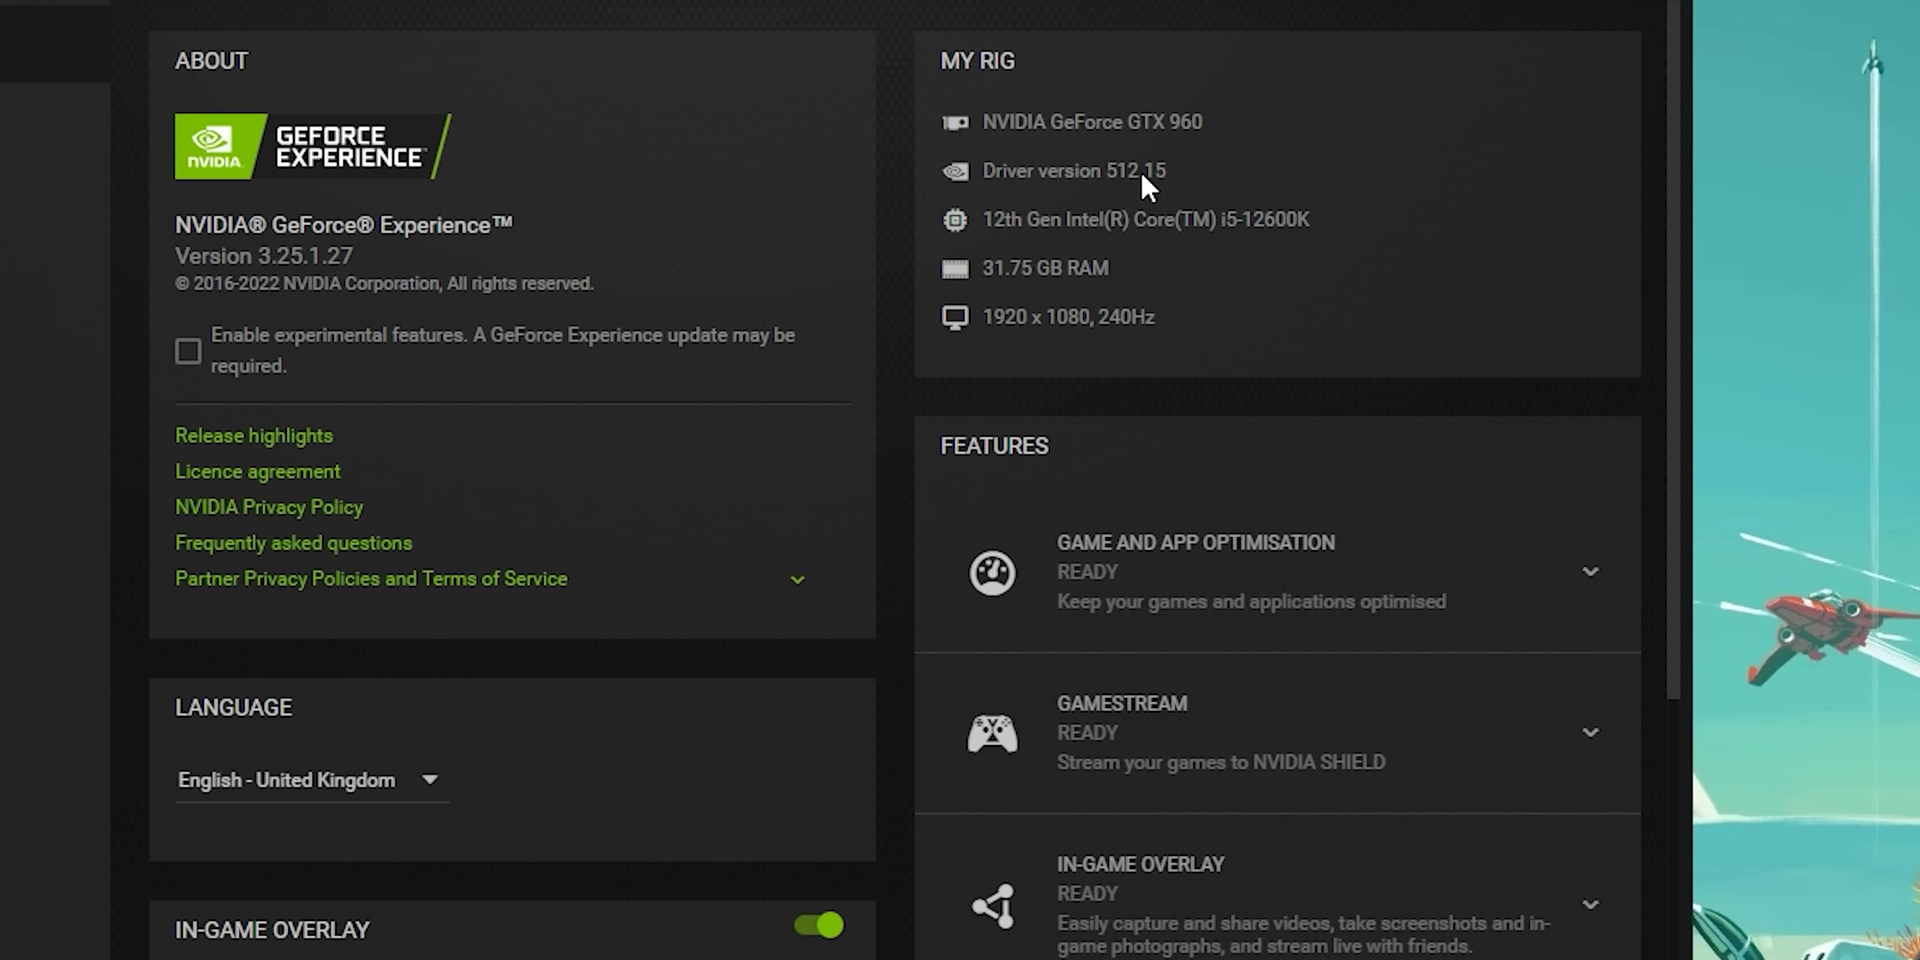 ABOUT
NVIDIA.
GEFORCE
EXPERIENCE™
NVIDIA® GeForce® Experience™
Version 3.25.1.27
© 2016-2022 NVIDIA Corporation, All rights reserved.
Enable experimental features. A GeForce Experience update may be
required.
Release highlights
Licence agreement
NVIDIA Privacy Policy
Frequently asked questions
Partner Privacy Policies and Terms of Service
LANGUAGE
English - United Kingdom
IN-GAME OVERLAY
MY RIG
NVIDIA GeForce GTX 960
Driver version 512.15
12th Gen Intel(R) Core(TM) i5-12600K
31.75 GB RAM
1920 x 1080, 240Hz
FEATURES
GAME AND APP OPTIMISATION
READY
Keep your games and applications optimised
GAMESTREAM
READY
Stream your games to NVIDIA SHIELD
IN-GAME OVERLAY
READY
Easily capture and share videos, take screenshots and in-
game photographs, and stream live with friends.